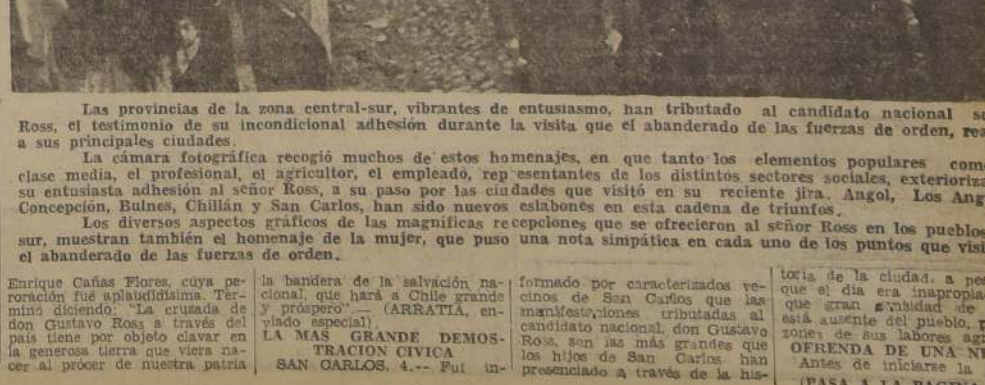 Las provincias de la zona central-sur, vibrantes de entusiasmo, han tributado al candidato nacional
Ross, el testimonio de su incondicional adhesión durante la visita que el abanderado de las fuerzas de orden,
a sus principales ciudades.
La cámara fotográfica recogió muchos de estos homenajes, en que tanto los elementos populares
clase media, el profesional, el agricultor, el empleado, representantes de los distintos sectores sociales,
su entusiasta adhesión al señor Ross, a su paso por las ciudades que visitó en su reciente jira. Angol, Los
Concepción, Bulnes, Chillán y San Carlos, han sido nuevos eslabones en esta cadena de triunfos.
Los diversos aspectos gráficos de las magníficas recepciones que se ofrecieron al señor Ross en los pueblos
sur, muestran también el homenaje de la mujer, que puso una nota simpática en cada uno de los puntos que
el abanderado de las fuerzas de orden.
Enrique Cañas Flores, cuya pe-
roración fué aplaudidísima. Ter-
minó diciendo: "La cruzada de
don Gustavo Ross a través del
país tiene por objeto clavar en
la generosa tierra que viera na-
cer al prócer de nuestra patria
la bandera de la salvación na-
cional, que hará a Chile grande
y próspero".— (ARRATIA, en-
viado especial).
LA MAS GRANDE DEMOS-
TRACION CIVICA
SAN CARLOS, 4.— Fuí in-
formado por caracterizados ve-
cinos de San Carlos que las
manifestaciones tributadas al
candidato nacional, don Gustavo
Ross, son las más grandes que
los hijos de San Carlos han
presenciado a través de la his-
toria de la ciudad, a
que el día era
que gran cantidad de
está ausente del pueblo,
zones de sus labores
OFRENDA DE UNA
Antes de iniciarse la
(PASA A LA